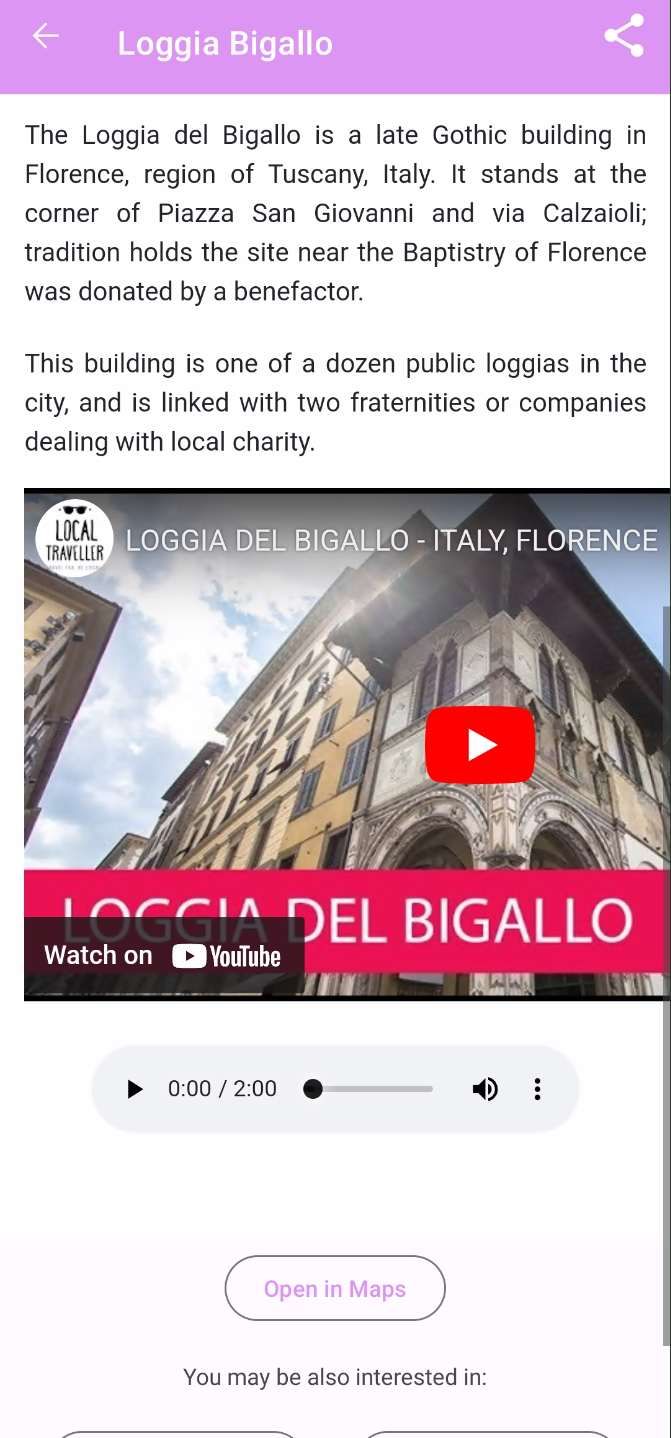 Loggia Bigallo
The Loggia del Bigallo is a late Gothic building in
Florence, region of Tuscany, Italy. It stands at the
corner of Piazza San Giovanni and via Calzaioli;
tradition holds the site near the Baptistry of Florence
was donated by a benefactor.
This building is one of a dozen public loggias in the
city, and is linked with two fraternities or companies
dealing with local charity.
LOCAL
TRAVELLER
LOGGIA DEL BIGALLO - ITALY, FLORENCE
LOGGIA DEL BIGALLO
Watch on YouTube
0:00 / 2:00
Open in Maps
You may be also interested in: